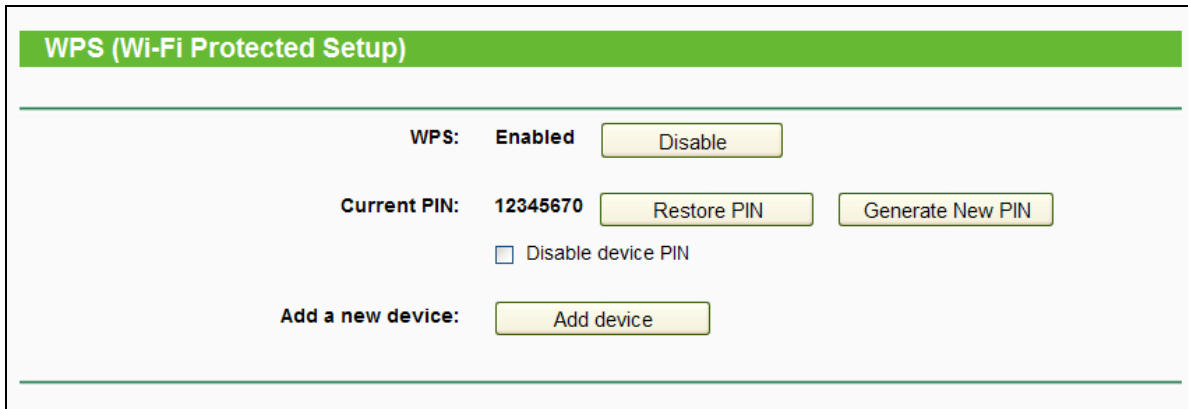 WPS (Wi-Fi Protected Setup)
WPS: Enabled Disable
Current PIN: 12345670 Restore PIN Generate New PIN
Disable device PIN
Add a new device: Add device